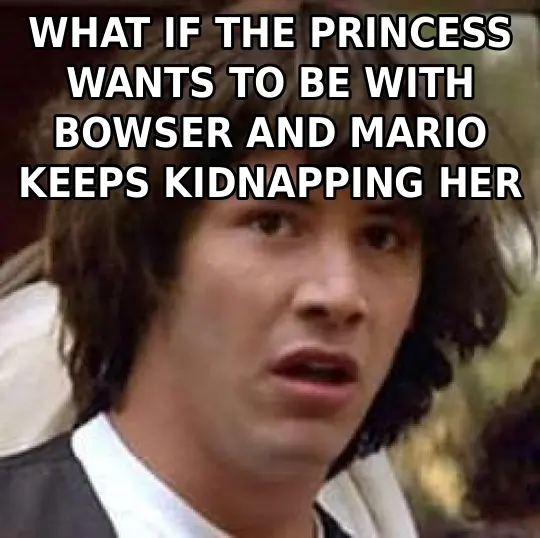 WHAT IF THE PRINCESS
WANTS TO BE WITH
BOWSER AND MARIO
KEEPS KIDNAPPING HER